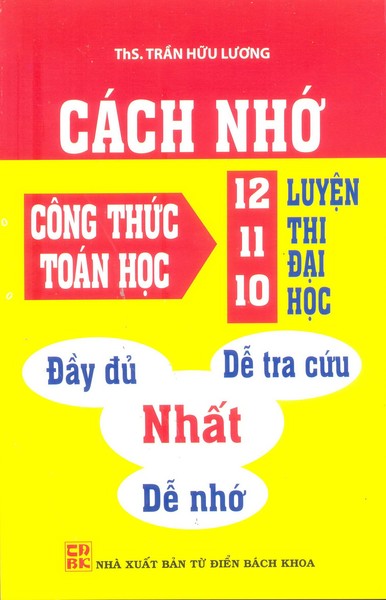 ThS. TRẦN HỮU LƯƠNG
CÁCH NHỚ
CÔNG THỨC
TOÁN HỌC
12
11
10
LUYỆN
THI
ĐẠI
HỌC
Đầy đủ
Dễ tra cứu
Nhất
Dễ nhớ
TĐ
BK
NHÀ XUẤT BẢN TỪ ĐIỂN BÁCH KHOA